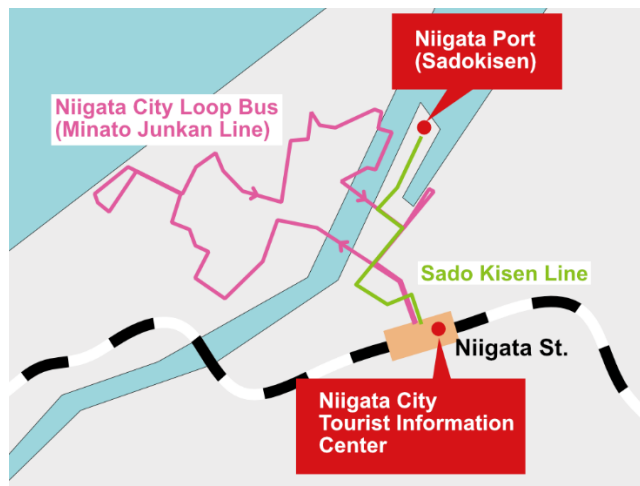 Niigata Port
(Sadokisen)
Niigata City Loop Bus
(Minato Junkan Line)
Sado Kisen Line
Niigata St.
Niigata City
Tourist Information
Center